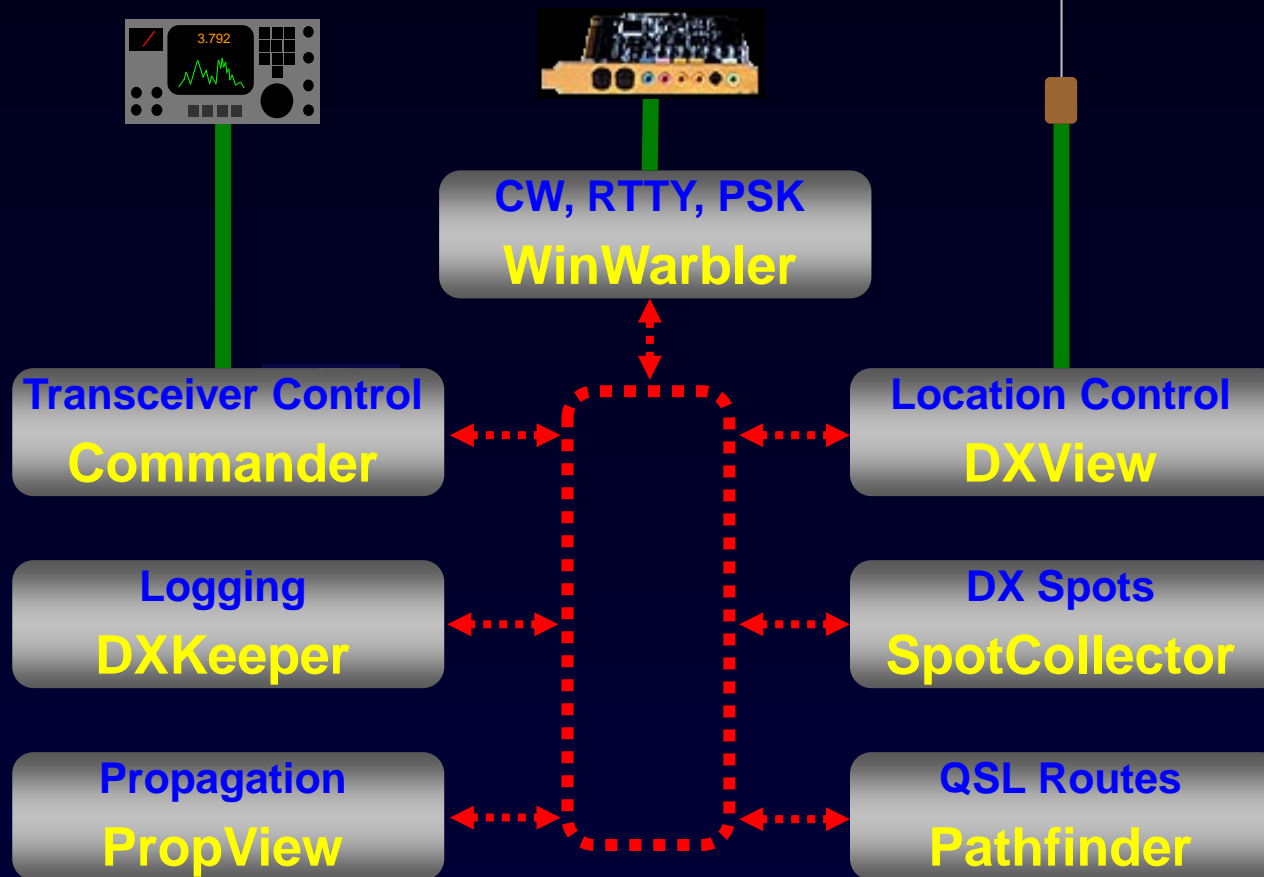 3.792
CW, RTTY, PSK
WinWarbler
Transceiver Control
Commander
Location Control
DXView
Logging
DXKeeper
DX Spots
SpotCollector
Propagation
PropView
QSL Routes
Pathfinder